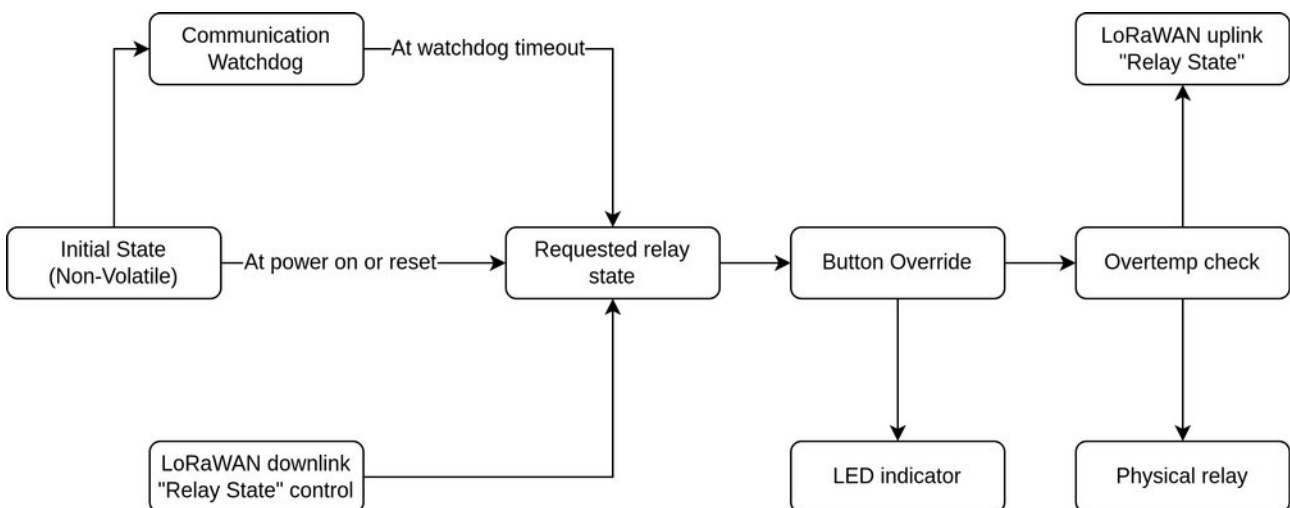 Communication
Watchdog
At watchdog timeout
LoRaWAN uplink
"Relay State"
Initial State
(Non-Volatile)
At power on or reset
Requested relay
state
Button Override
Overtemp check
LoRaWAN downlink
"Relay State" control
LED indicator
Physical relay